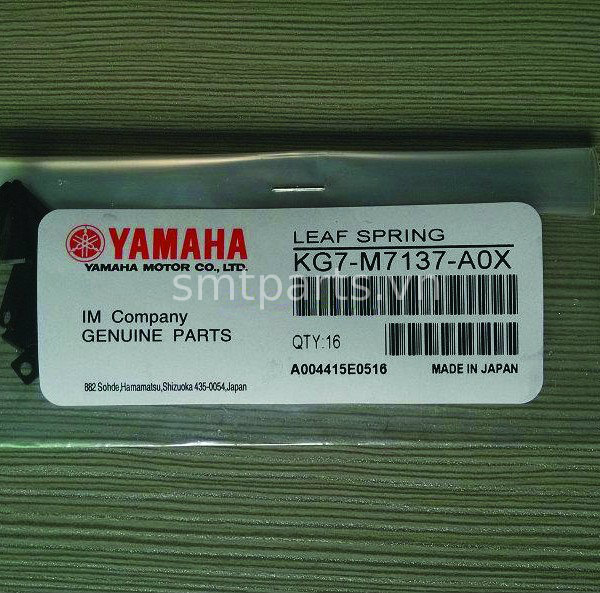 YAMAHA
YAMAHA MOTOR CO., LTD.
IM Company
GENUINE PARTS
882 Sohde,Hamamatsu,Shizuoka 435-0054,Japan
LEAF SPRING
KG7-M7137-A0X
QTY:16
A004415E0516 MADE IN JAPAN
smtparts.vn